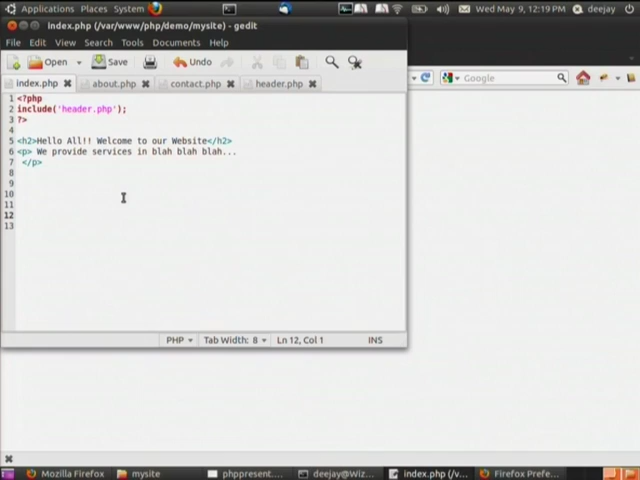 Applications Places System Wed May 9, 12:19 PM deejay
index.php (/var/www/php/demo/mysite) - gedit
File Edit View Search Tools Documents Help
Open Save Undo
Google
index.php about.php contact.php header.php
1 <?php
2 include('header.php');
3 ?>
4
5 <h2>Hello All!! Welcome to our Website</h2>
6 <p> We provide services in blah blah blah...
7 </p>
8
9
10
11
12
13
PHP Tab Width: 8 Ln 12, Col 1 INS
Mozilla Firefox mysite phppresent.... deejay@Wiz... index.php (/v... Firefox Prefe...